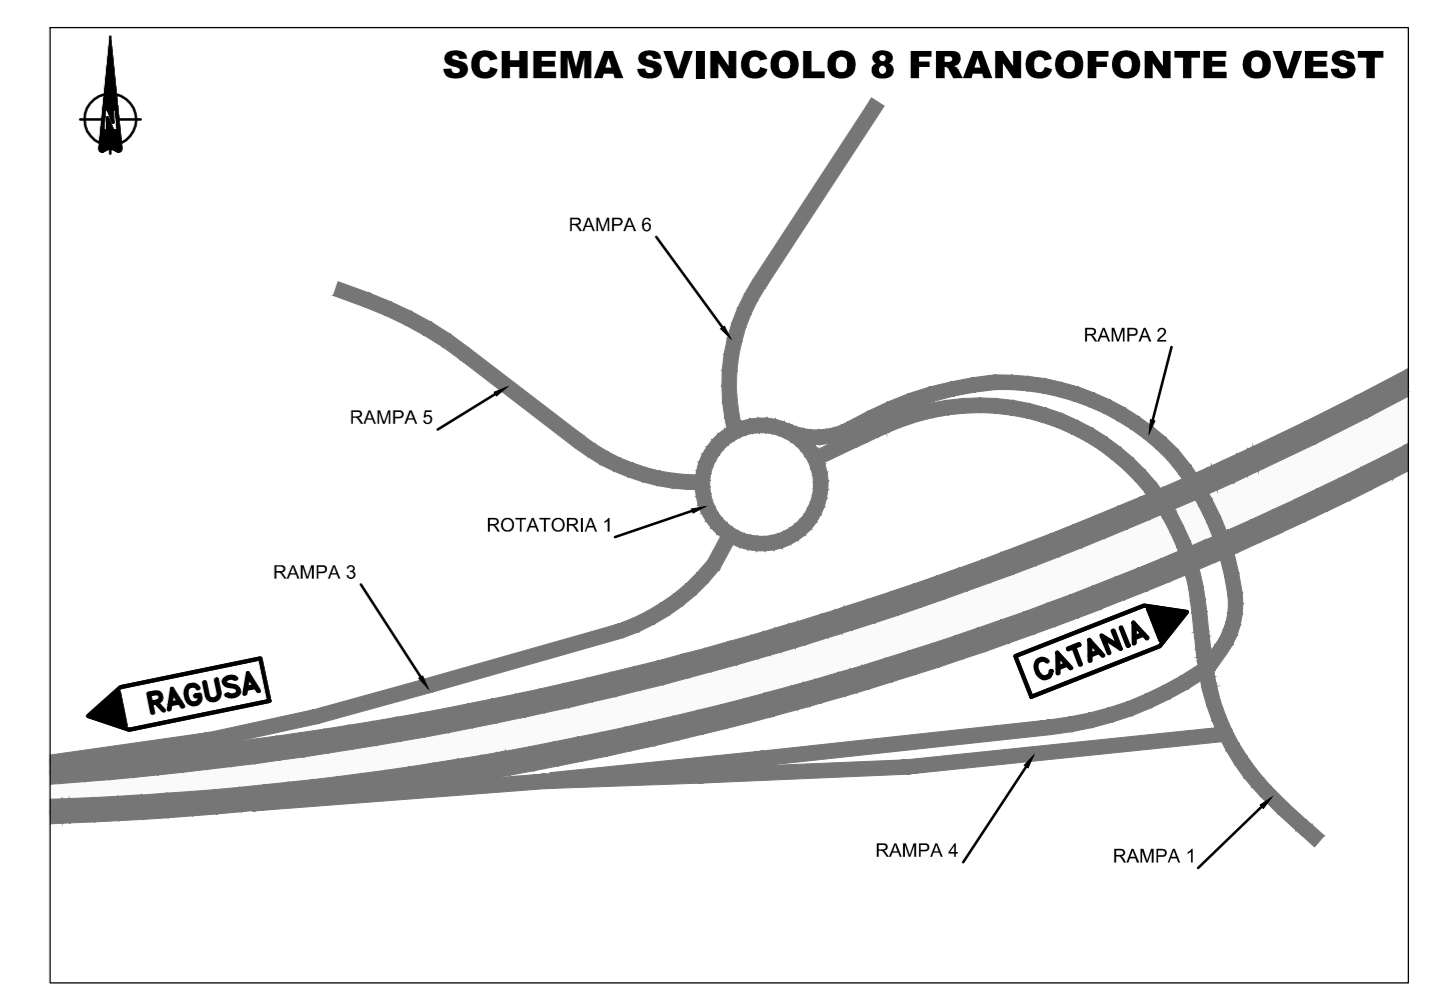 SCHEMA SVINCOLO 8 FRANCOFONTE OVEST
N
RAMPA 6
RAMPA 2
RAMPA 5
ROTATORIA 1
RAMPA 3
CATANIA
RAGUSA
RAMPA 4
RAMPA 1